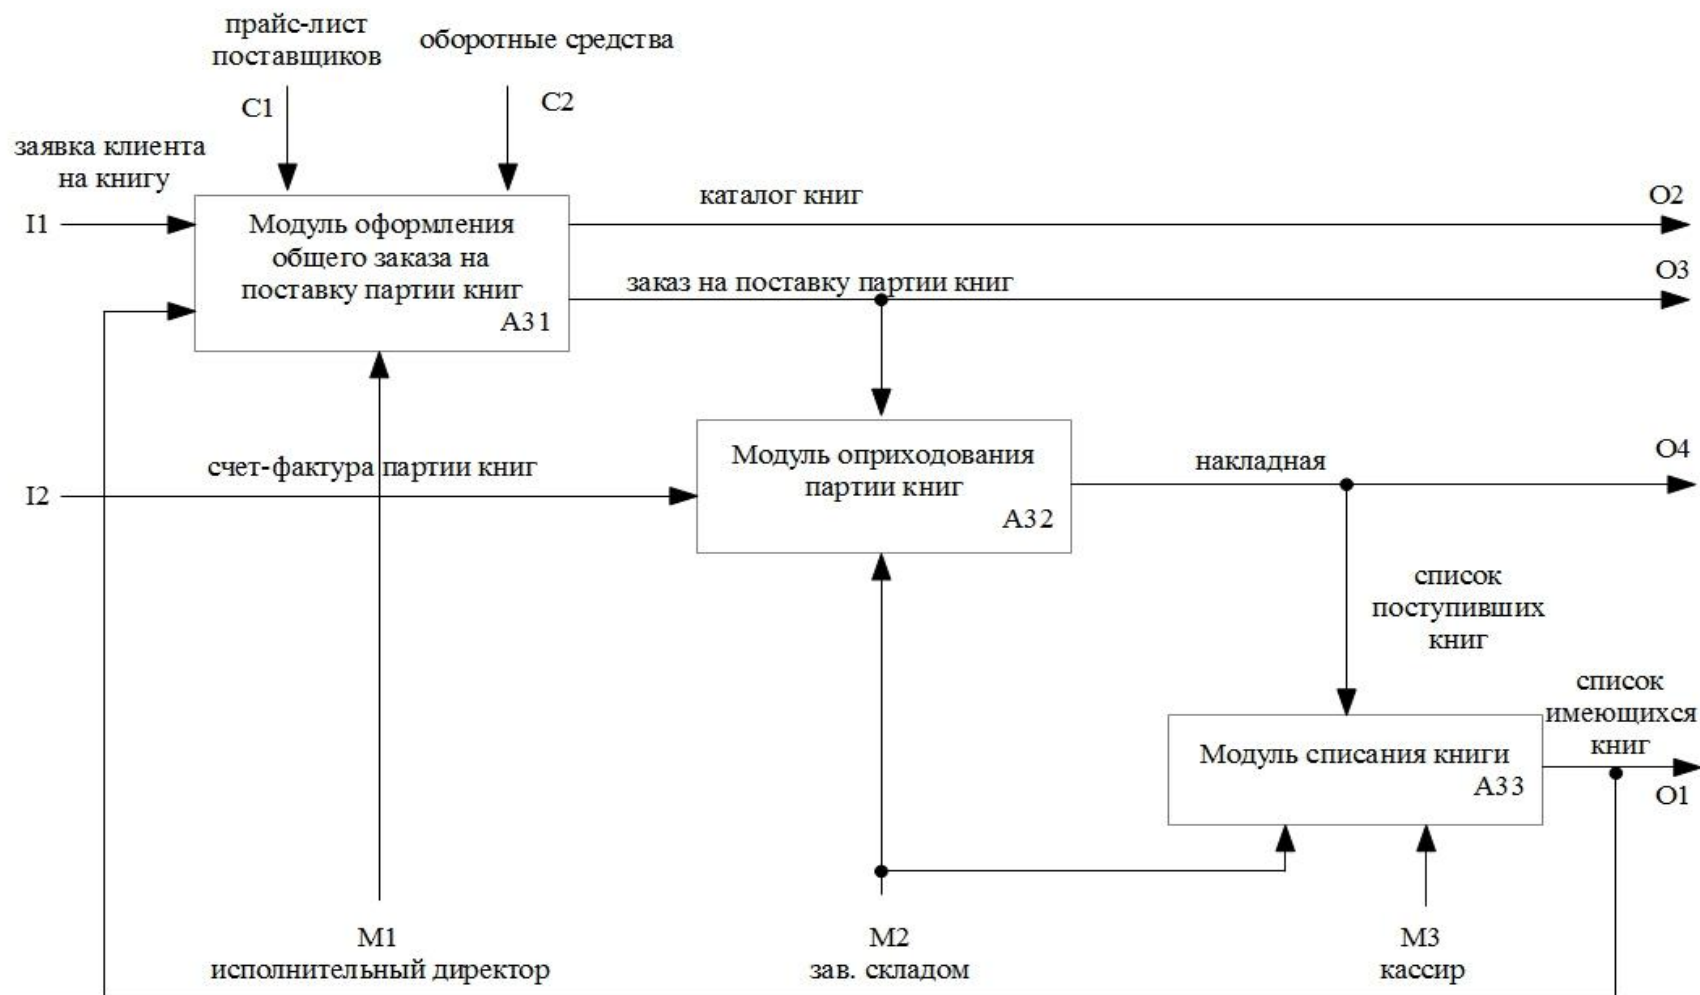 прайс-лист
поставщиков
оборотные средства
C1
C2
заявка клиента
на книгу
I1
Модуль оформления
общего заказа на
поставку партии книг
A31
каталог книг
O2
заказ на поставку партии книг
O3
счет-фактура партии книг
I2
Модуль оприходования
партии книг
A32
накладная
O4
список
поступивших
книг
список
имеющихся
книг
Модуль списания книги
A33
O1
M1
исполнительный директор
M2
зав. складом
M3
кассир